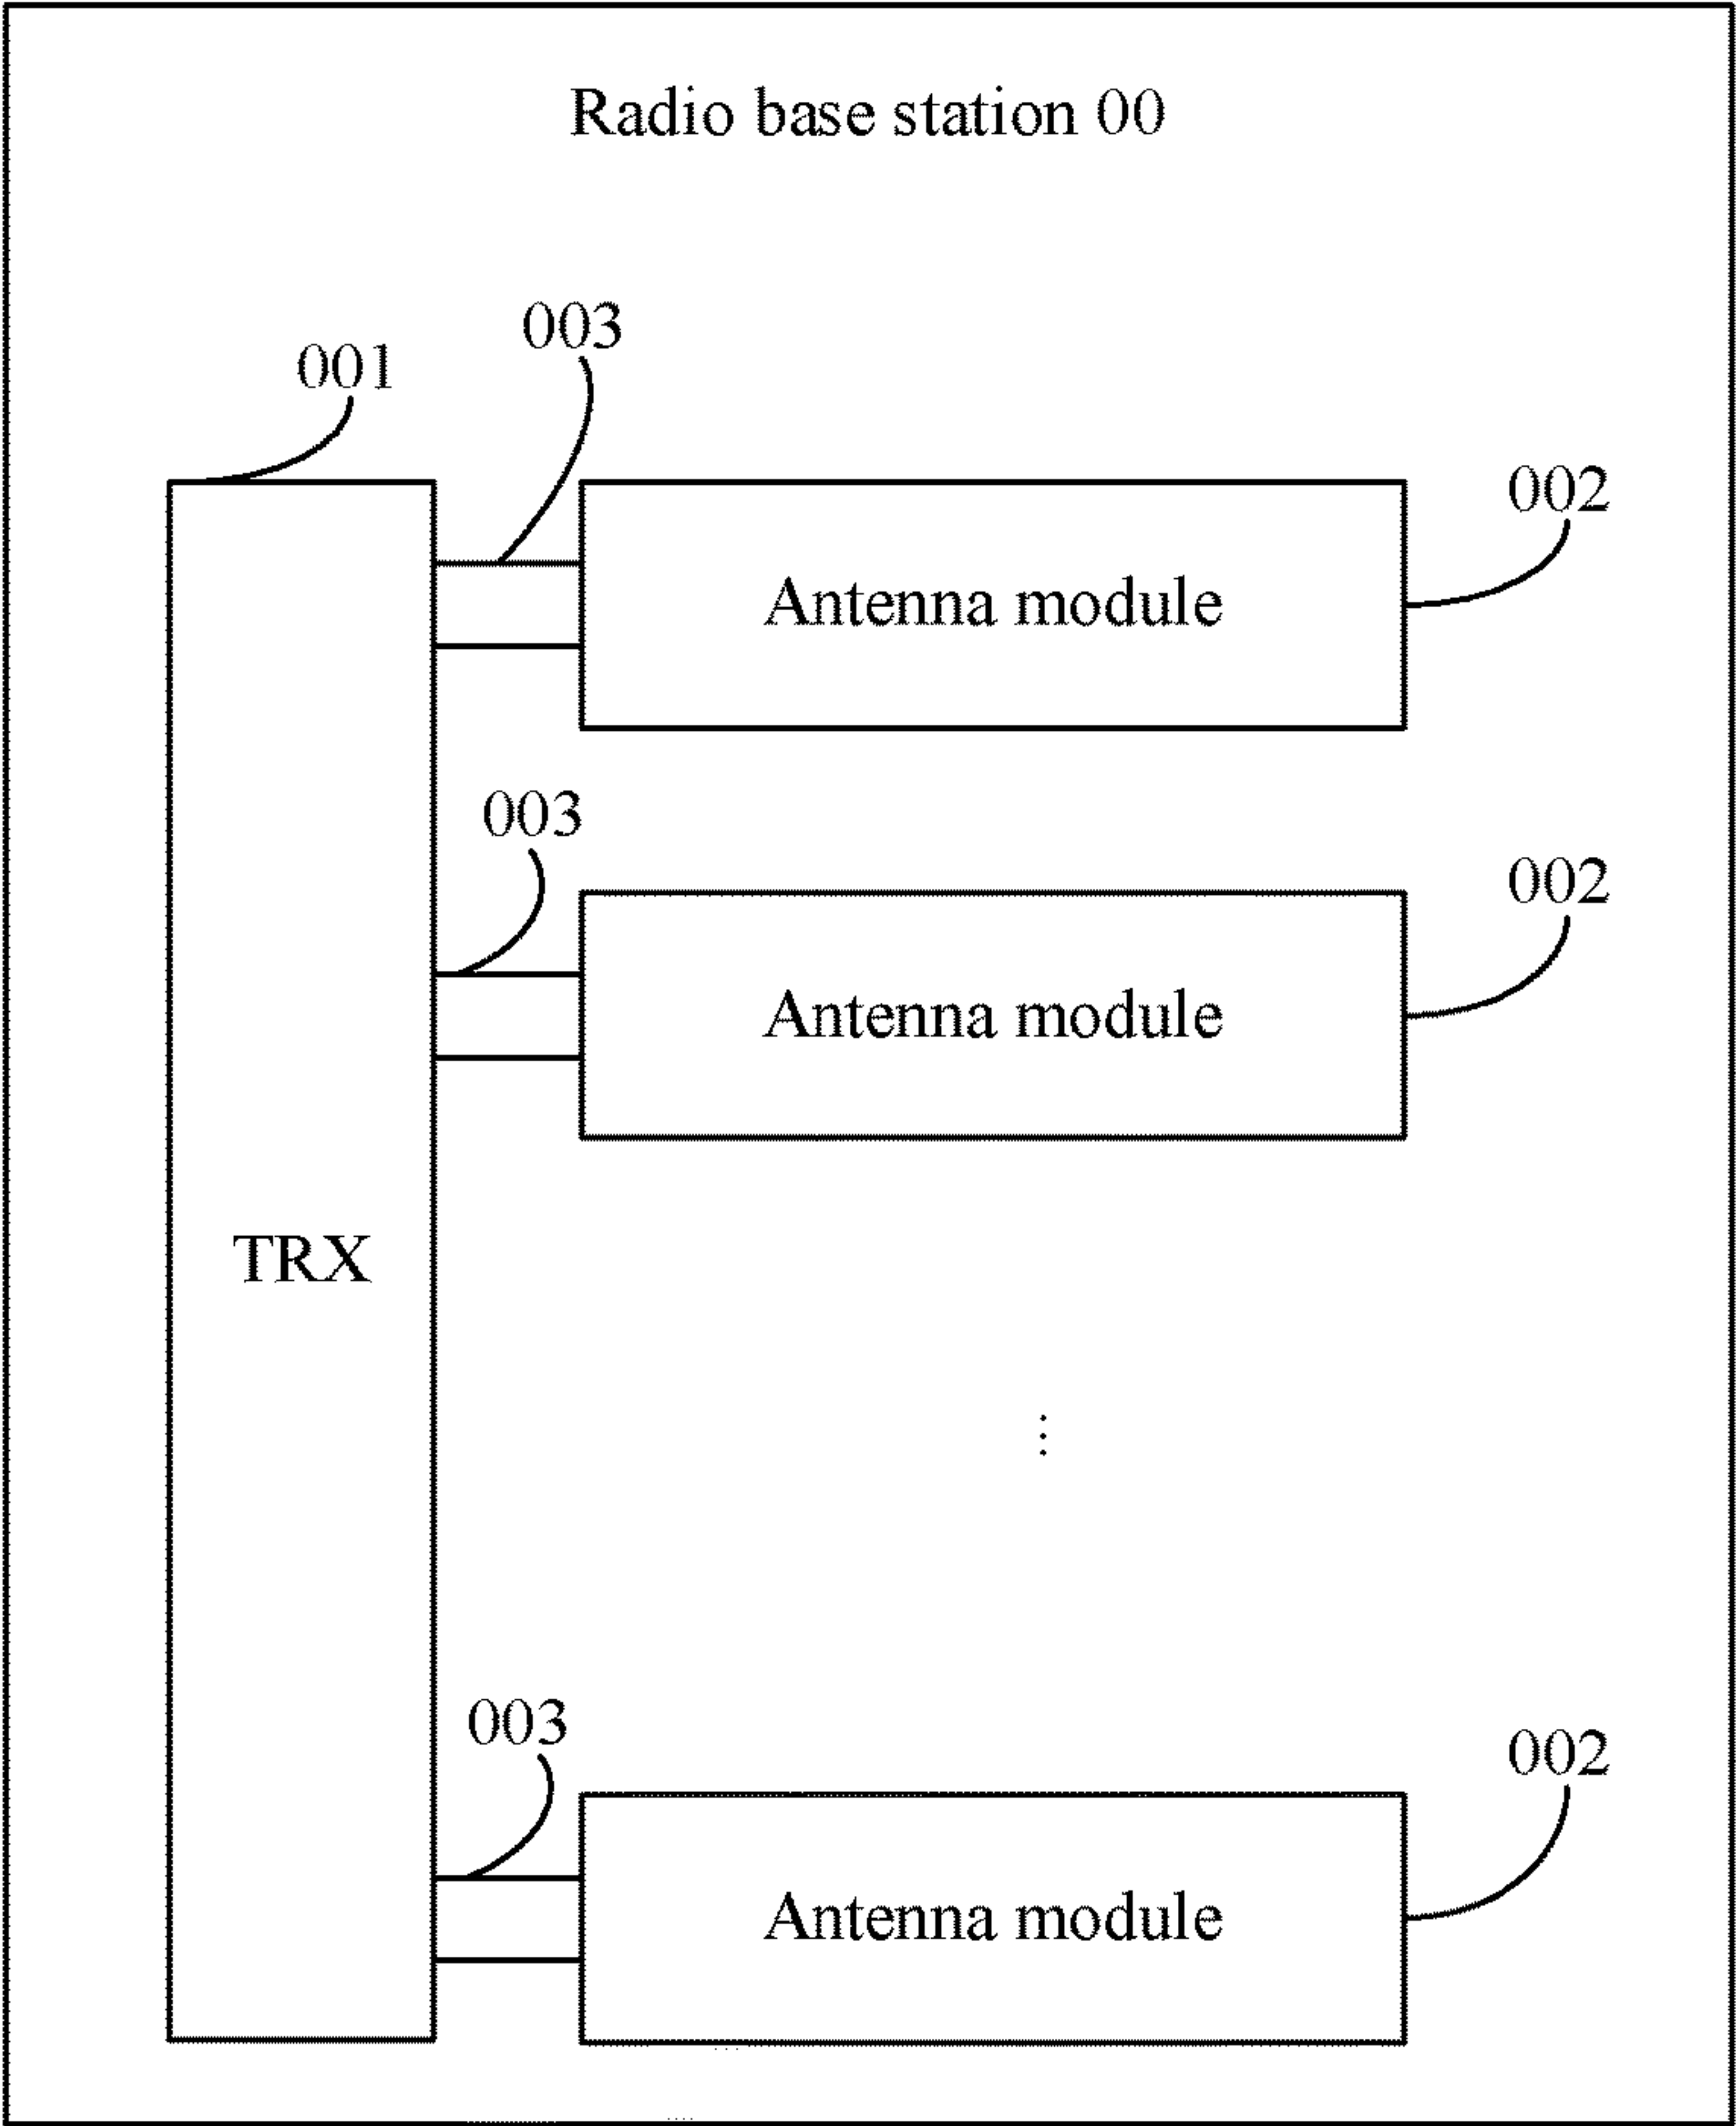 Radio base station 00
003
001
002
Antenna module
003
002
Antenna module
TRX
⋮
003
002
Antenna module